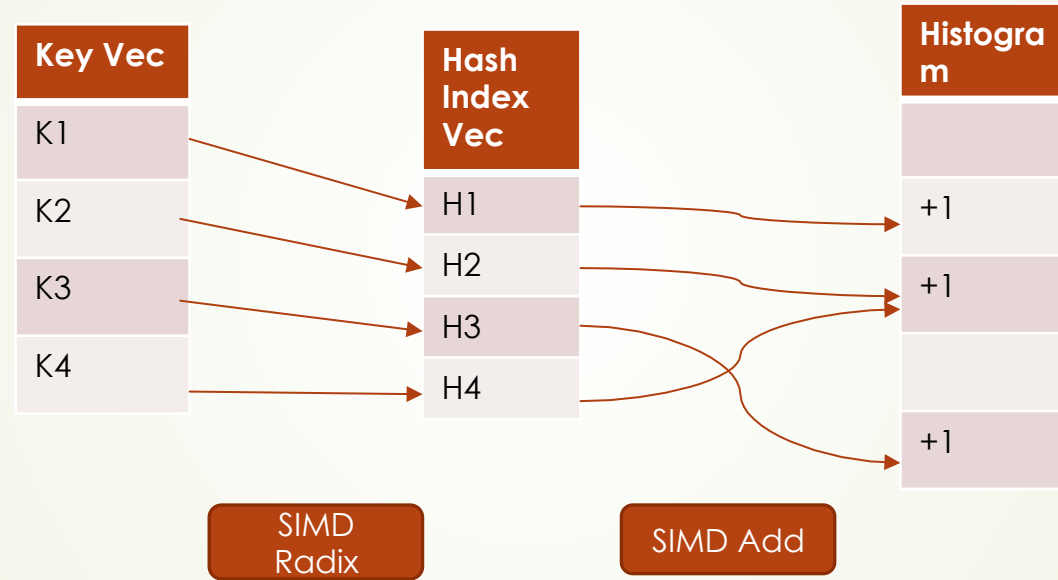 Key Vec
K1
K2
K3
K4
Hash
Index
Vec
H1
H2
H3
H4
Histogra
m
+1
+1
+1
SIMD
Radix
SIMD Add